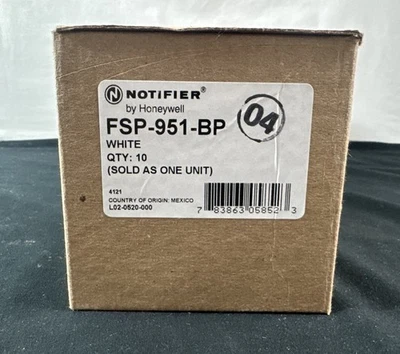 NOTIFIER®
by Honeywell
04
FSP-951-BP
WHITE
QTY: 10
(SOLD AS ONE UNIT)
4121
COUNTRY OF ORIGIN: MEXICO
L02-0520-000
7 83863 05852 3